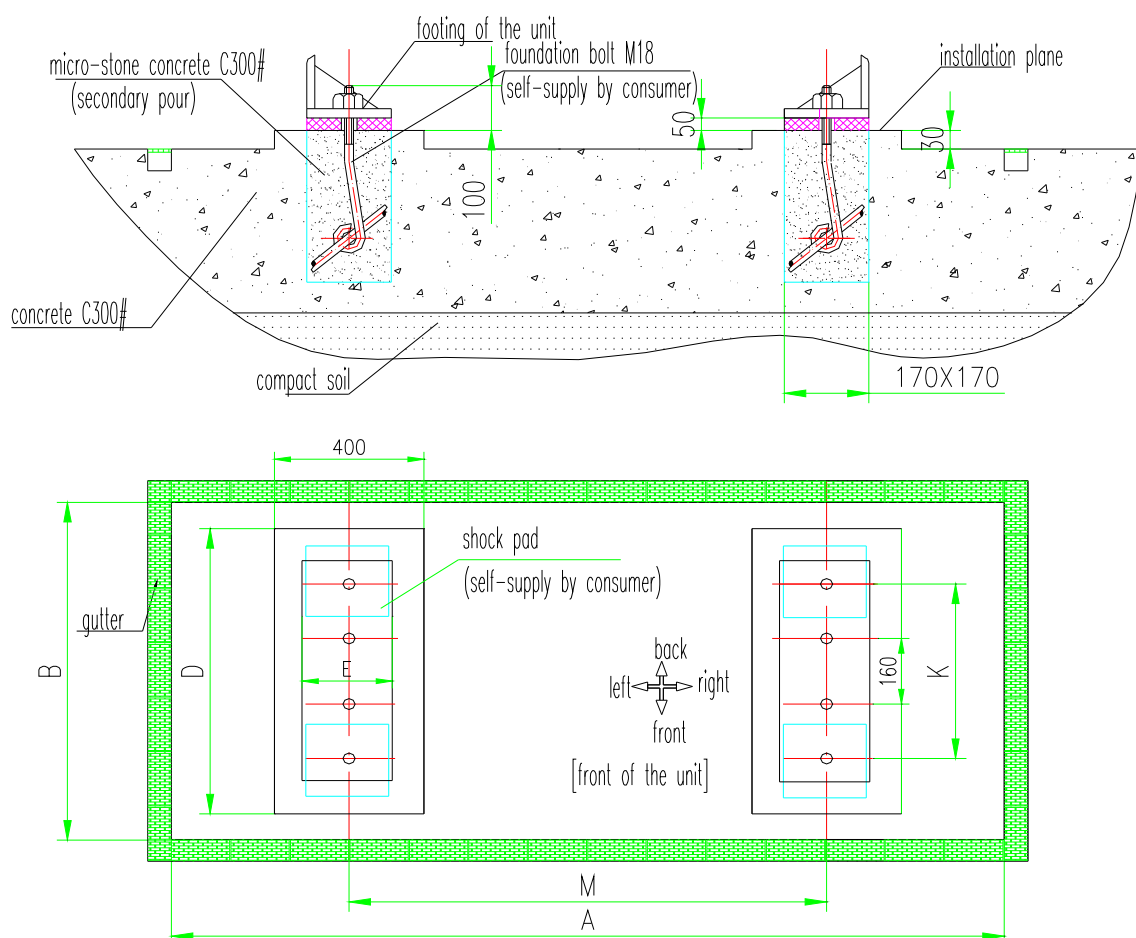 footing of the unit
micro-stone concrete C300#
(secondary pour)
foundation bolt M18
(self-supply by consumer)
installation plane
50
30
100
concrete C300#
compact soil
170X170
400
shock pad
(self-supply by consumer)
gutter
B
D
E
back
left
right
front
[front of the unit]
160
K
M
A